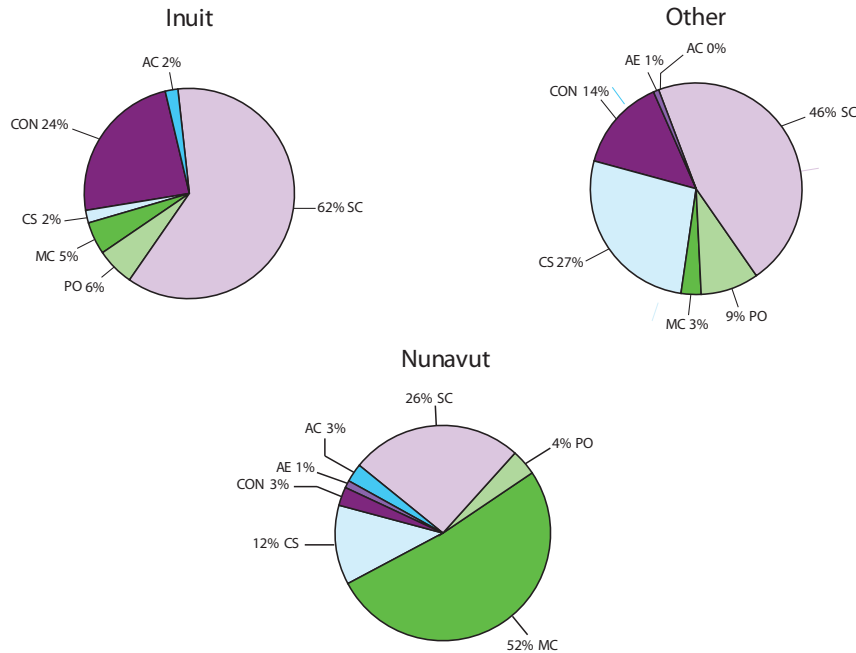 Inuit
AC 2%
CON 24%
62% SC
CS 2%
MC 5%
PO 6%
Other
AC 0%
AE 1%
CON 14%
46% SC
CS 27%
9% PO
MC 3%
Nunavut
26% SC
AC 3%
4% PO
AE 1%
CON 3%
12% CS
52% MC